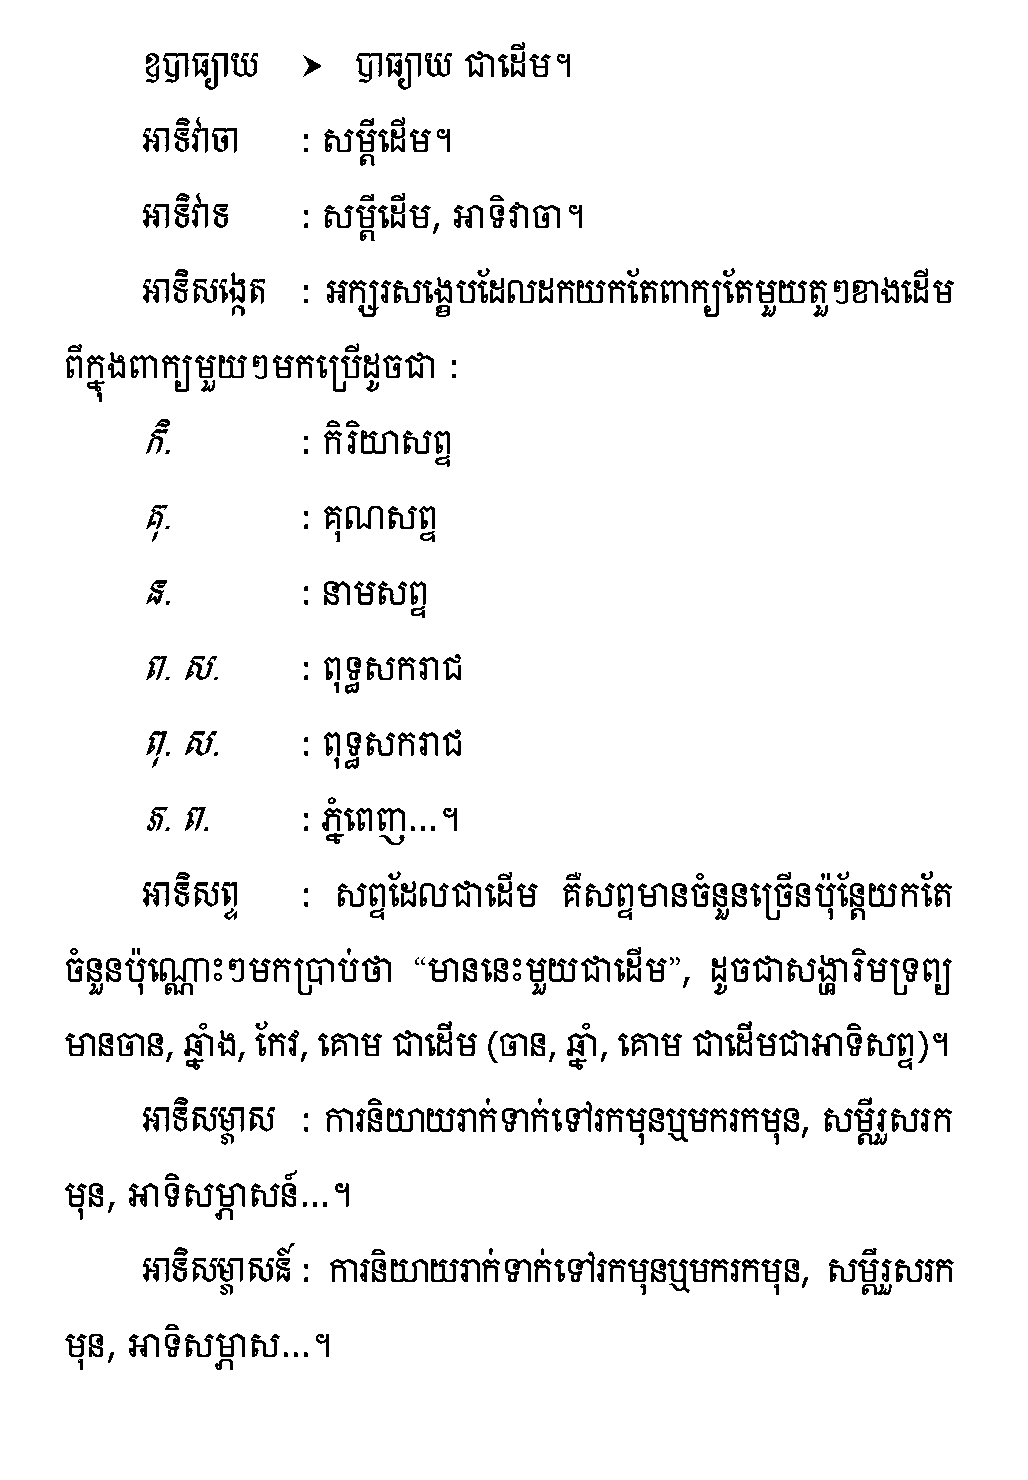 ឧបាធ្យាយ ➤ បាធ្យាយ ជាដើម។
អាទិវាចា : សម្ដីដើម។
អាទិវាទ : សម្ដីដើម, អាទិវាចា។
អាទិសង្កេត : អក្សរសង្ខេបដែលដកយកតែពាក្យតែមួយតួៗខាងដើម
ពីក្នុងពាក្យមួយៗមកប្រើដូចជា :
កិ. : កិរិយាសព្ទ
គុ. : គុណសព្ទ
ន. : នាមសព្ទ
ព. ស. : ពុទ្ធសករាជ
ពុ. ស. : ពុទ្ធសករាជ
ភ. ព. : ភ្នំពេញ...។
អាទិសព្ទ : សព្ទដែលជាដើម គឺសព្ទមានចំនួនច្រើនប៉ុន្តែយកតែ
ចំនួនប៉ុណ្ណោះៗមកប្រាប់ថា “មាននេះមួយជាដើម”, ដូចជាសង្ហារិមទ្រព្យ
មានចាន, ឆ្នាំង, កែវ, គោម ជាដើម (ចាន, ឆ្នាំ, គោម ជាដើមជាអាទិសព្ទ)។
អាទិសម្ភាស : ការនិយាយរាក់ទាក់ទៅរកមុនឬមករកមុន, សម្ដីរួសរក
មុន, អាទិសម្ភាសន៍...។
អាទិសម្ភាសន៍ : ការនិយាយរាក់ទាក់ទៅរកមុនឬមករកមុន, សម្ដីរួសរក
មុន, អាទិសម្ភាស...។